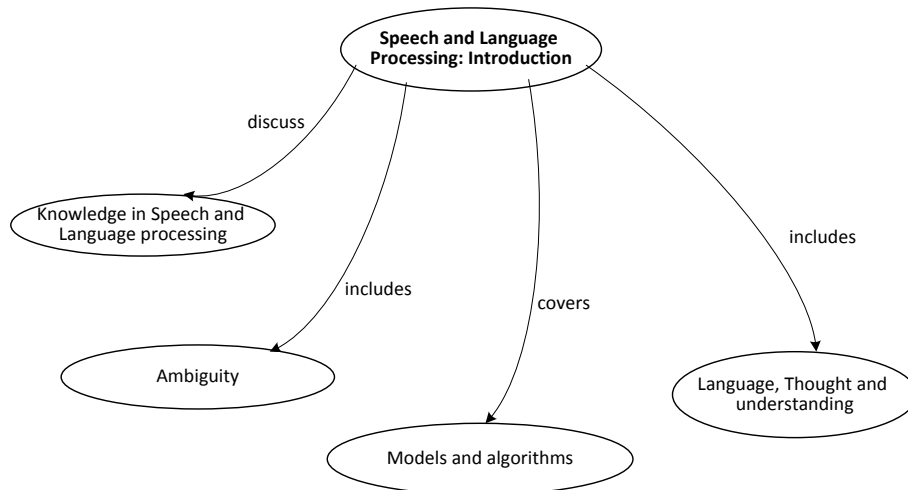 Speech and Language
Processing: Introduction
discuss
Knowledge in Speech and
Language processing
includes
includes
covers
Ambiguity
Language, Thought and
understanding
Models and algorithms